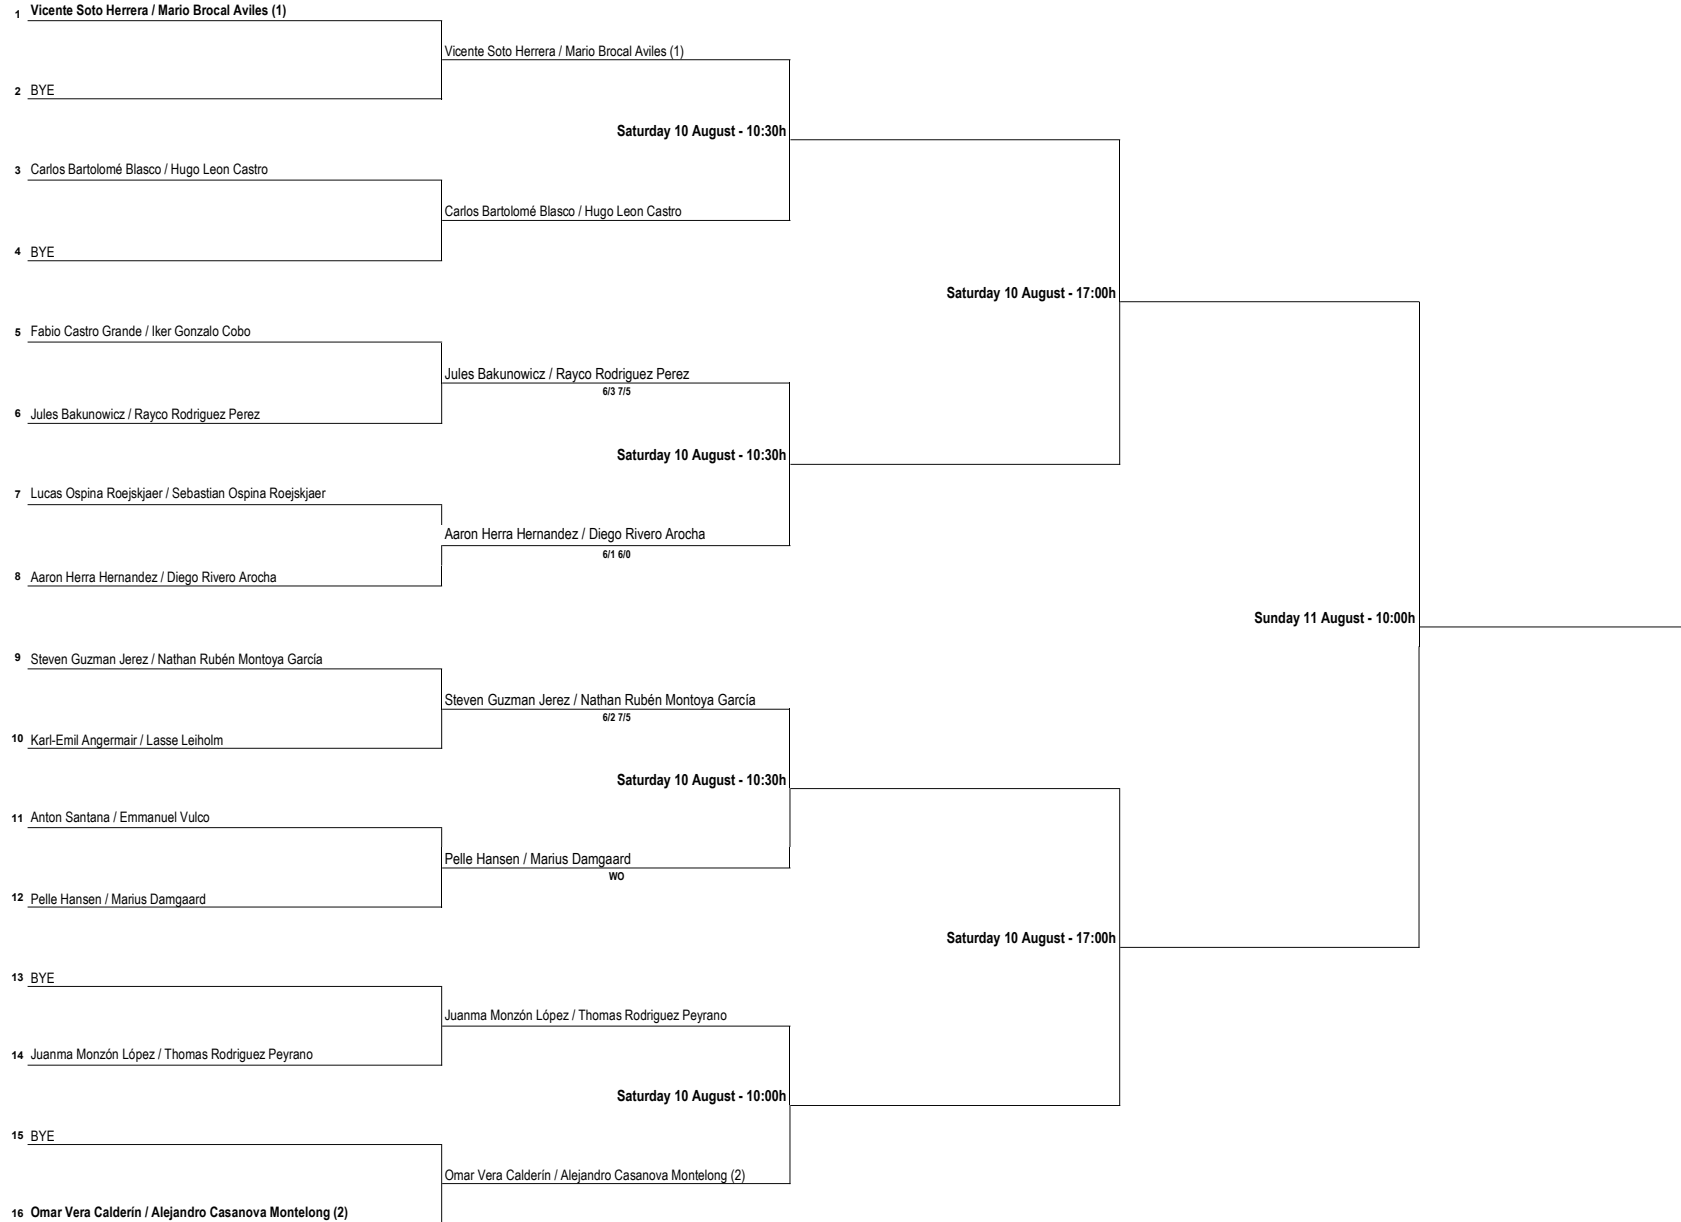 1 Vicente Soto Herrera / Mario Brocal Aviles (1)
Vicente Soto Herrera / Mario Brocal Aviles (1)
2 BYE
Saturday 10 August - 10:30h
3 Carlos Bartolomé Blasco / Hugo Leon Castro
Carlos Bartolomé Blasco / Hugo Leon Castro
4 BYE
Saturday 10 August - 17:00h
5 Fabio Castro Grande / Iker Gonzalo Cobo
Jules Bakunowicz / Rayco Rodriguez Perez
6/3 7/5
6 Jules Bakunowicz / Rayco Rodriguez Perez
Saturday 10 August - 10:30h
7 Lucas Ospina Roejskjaer / Sebastian Ospina Roejskjaer
Aaron Herra Hernandez / Diego Rivero Arocha
6/1 6/0
8 Aaron Herra Hernandez / Diego Rivero Arocha
Sunday 11 August - 10:00h
9 Steven Guzman Jerez / Nathan Rubén Montoya García
Steven Guzman Jerez / Nathan Rubén Montoya García
6/2 7/5
10 Karl-Emil Angermair / Lasse Leiholm
Saturday 10 August - 10:30h
11 Anton Santana / Emmanuel Vulco
Pelle Hansen / Marius Damgaard
WO
12 Pelle Hansen / Marius Damgaard
Saturday 10 August - 17:00h
13 BYE
Juanma Monzón López / Thomas Rodriguez Peyrano
14 Juanma Monzón López / Thomas Rodriguez Peyrano
Saturday 10 August - 10:00h
15 BYE
Omar Vera Calderín / Alejandro Casanova Montelong (2)
16 Omar Vera Calderín / Alejandro Casanova Montelong (2)